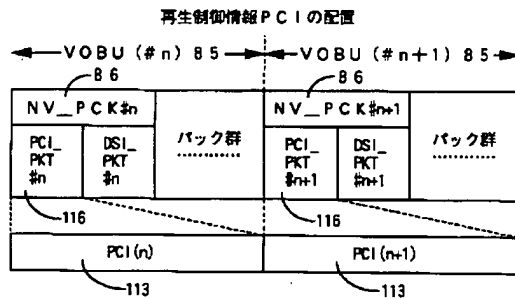 再生制御情報PCIの配置
VOBU (#n) 85 VOBU (#n+1) 85
86 86
NV_PCK#n NV_PCK#n+1
PCI_ DSI_ パック群 PCI_ DSI_ パック群
PKT PKT PKT PKT
#n #n #n+1 #n+1
116 116
PCI(n) PCI(n+1)
113 113